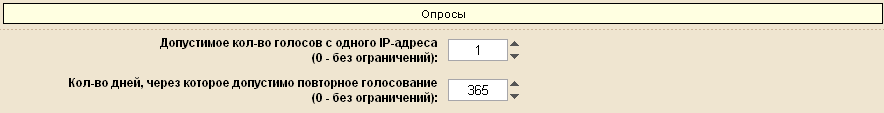 Опросы
Допустимое кол-во голосов с одного IP-адреса
(0 - без ограничений):
1
Кол-во дней, через которое допустимо повторное голосование
(0 - без ограничений):
365